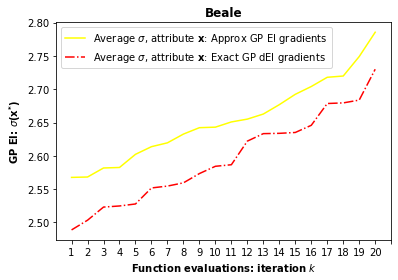 Beale
Average σ, attribute x: Approx GP EI gradients
Average σ, attribute x: Exact GP dEI gradients
GP EI: σ(x*)
2.80
2.75
2.70
2.65
2.60
2.55
2.50
1 2 3 4 5 6 7 8 9 10 11 12 13 14 15 16 17 18 19 20
Function evaluations: iteration k